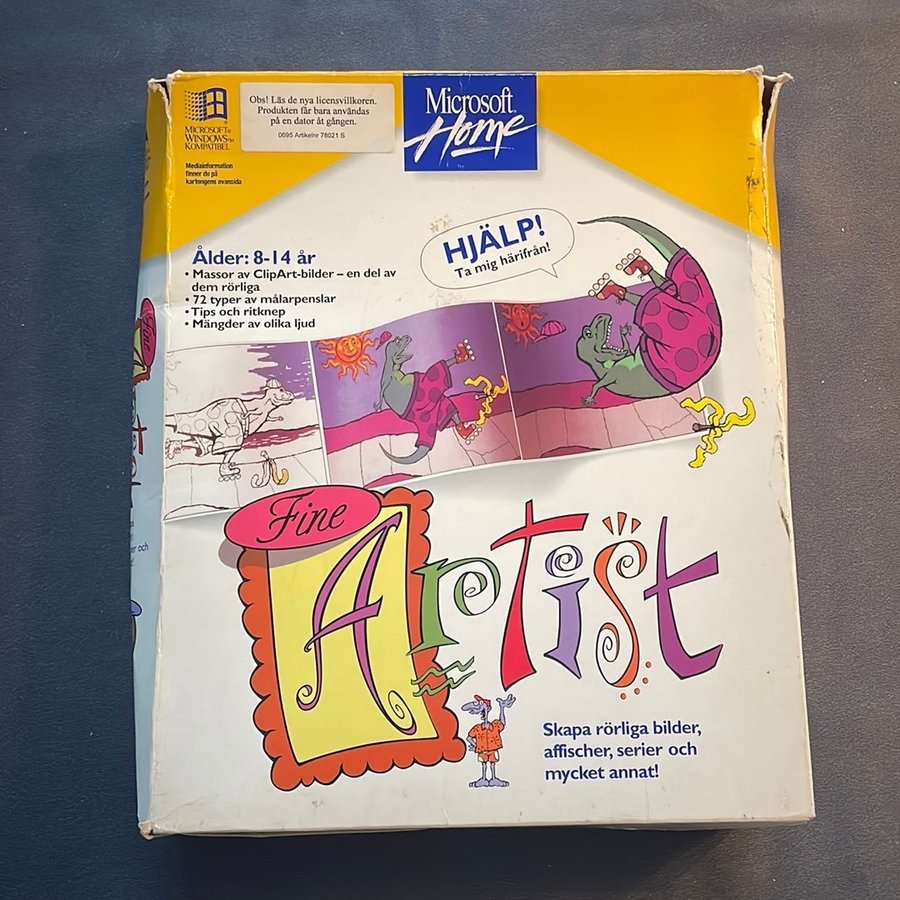 MICROSOFT®
WINDOWS™
KOMPATIBEL
Mediainformation
finner du på
kartongens ovansida
Obs! Läs de nya licensvillkoren.
Produkten får bara användas
på en dator åt gången.
0695 Artikelnr 78021 S
Microsoft
Home
Ålder: 8-14 år
• Massor av ClipArt-bilder – en del av
dem rörliga
• 72 typer av målarpenslar
• Tips och ritknep
• Mängder av olika ljud
HJÄLP!
Ta mig härifrån!
Fine
Fine
Artist
Skapa rörliga bilder,
affischer, serier och
mycket annat!